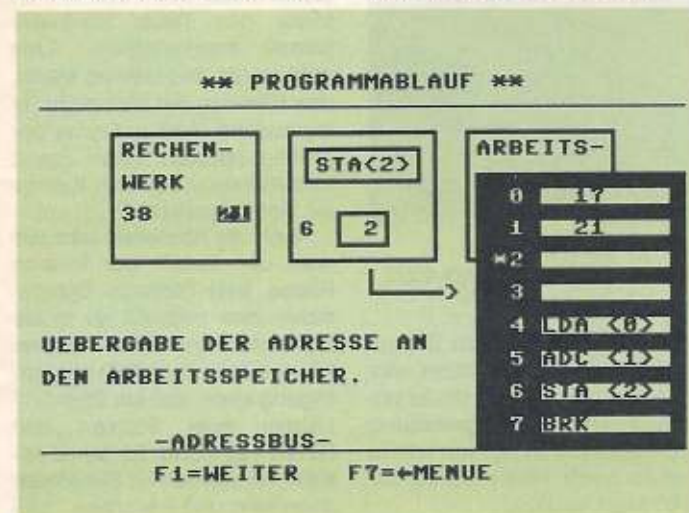 ** PROGRAMMABLAUF **
RECHEN-
WERK
38 21
STA<2>
6 2
ARBEITS-
0 17
1 21
*2
3
4 LDA <0>
5 ADC <1>
6 STA <2>
7 BRK
UEBERGABE DER ADRESSE AN
DEN ARBEITSSPEICHER.
-ADRESSBUS-
F1=WEITER F7=←MENUE